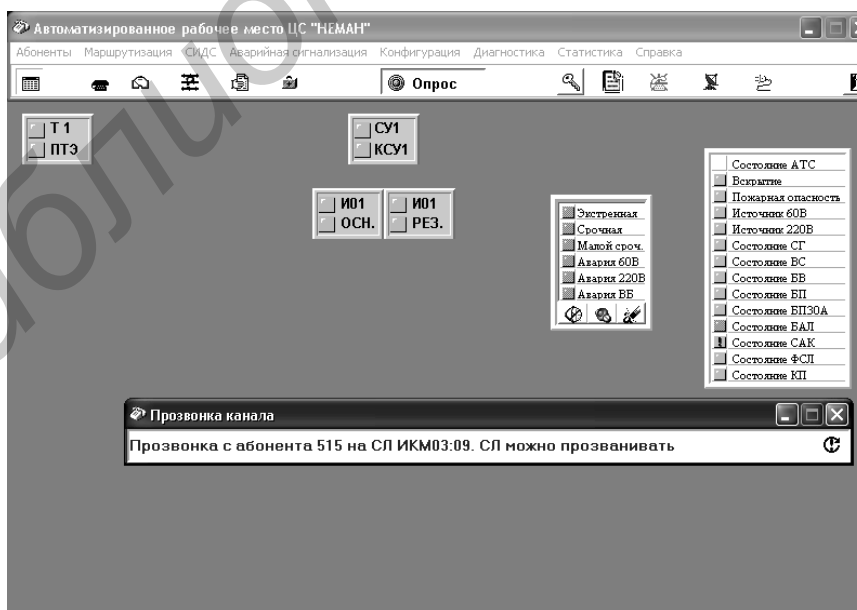 Автоматизированное рабочее место ЦС "НЕМАН"
Абоненты Маршрутизация СИДС Аварийная сигнализация Конфигурация Диагностика Статистика Справка
Опрос
Т 1
ПТЭ
СУ1
КСУ1
И01
ОСН.
И01
РЕЗ.
Экстренная
Срочная
Малой сроч.
Авария 60В
Авария 220В
Авария ВБ
Состояние АТС
Вскрытие
Пожарная опасность
Источник 60В
Источник 220В
Состояние СГ
Состояние ВС
Состояние БВ
Состояние БП
Состояние БП30А
Состояние БАЛ
Состояние САК
Состояние ФСЛ
Состояние КП
Прозвонка канала
Прозвонка с абонента 515 на СЛ ИКМ03:09. СЛ можно прозванивать